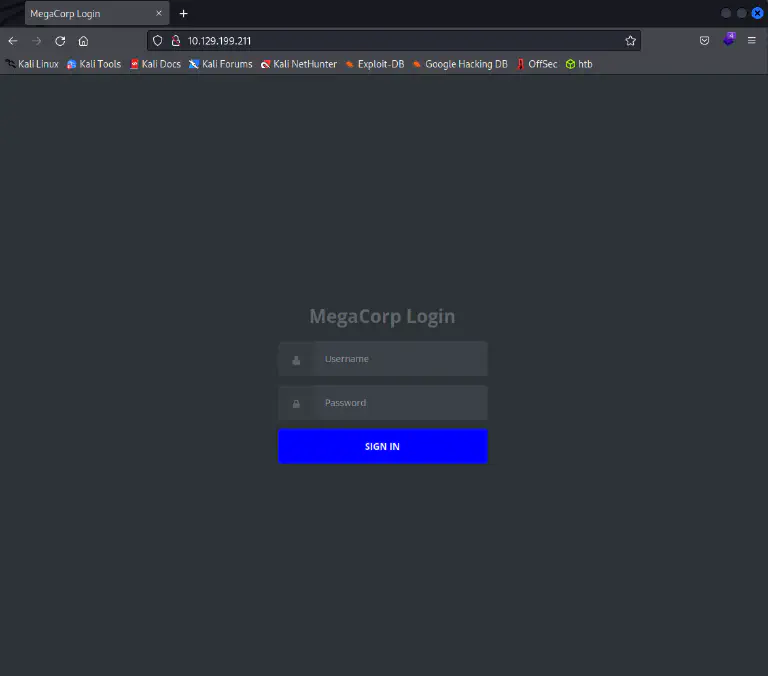 MegaCorp Login
10.129.199.211
Kali Linux Kali Tools Kali Docs Kali Forums Kali NetHunter Exploit-DB Google Hacking DB OffSec htb
MegaCorp Login
Username
Password
SIGN IN